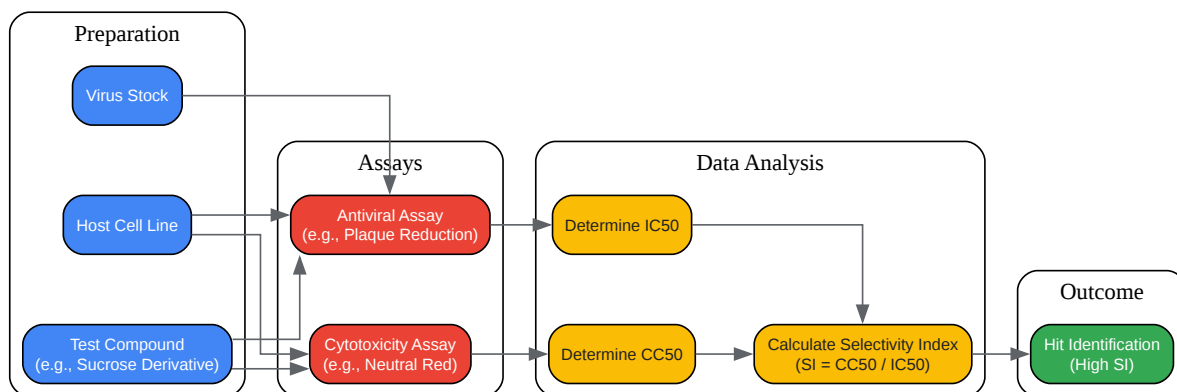 Preparation
Virus Stock
Host Cell Line
Test Compound
(e.g., Sucrose Derivative)
Assays
Antiviral Assay
(e.g., Plaque Reduction)
Cytotoxicity Assay
(e.g., Neutral Red)
Data Analysis
Determine IC50
Determine CC50
Calculate Selectivity Index
(SI = CC50 / IC50)
Outcome
Hit Identification
(High SI)